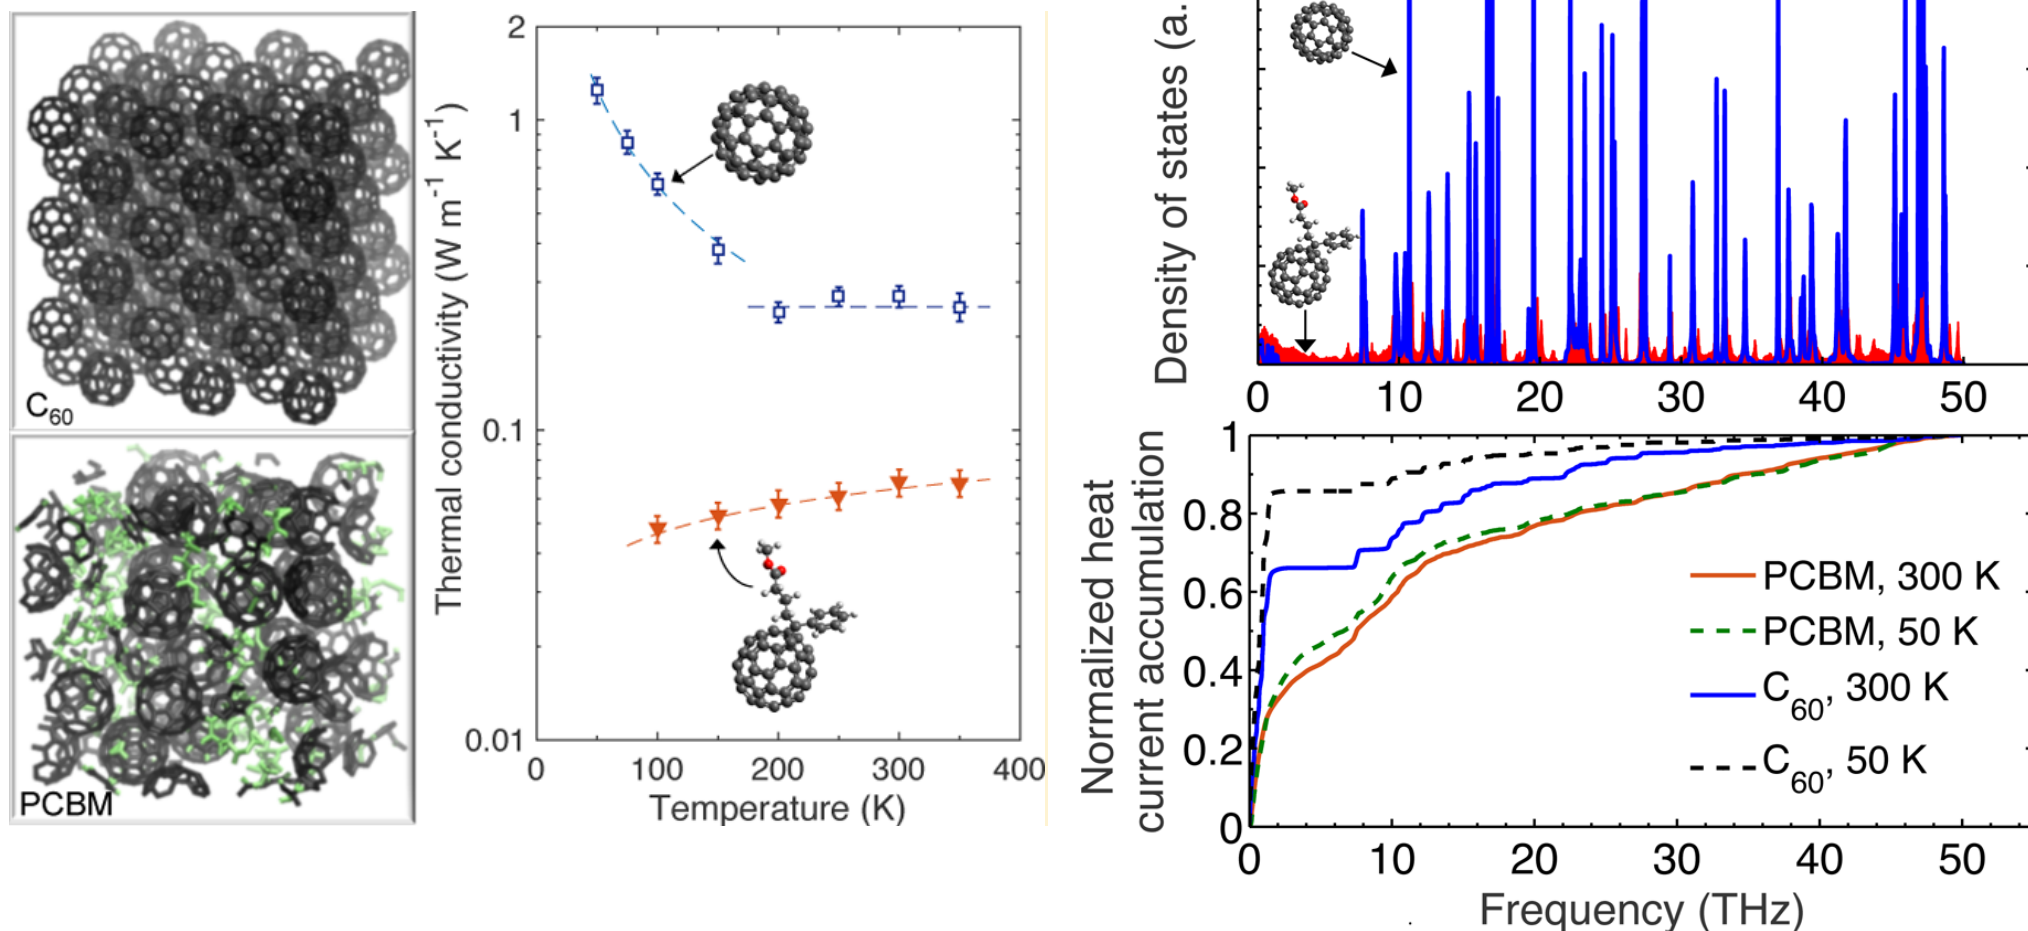 C60
PCBM
Thermal conductivity (W m-1 K-1)
2
1
0.1
0.01
0
100
200
300
400
Temperature (K)
Density of states (a.
0
10
20
30
40
50
Normalized heat
current accumulation
1
0.8
0.6
0.4
0.2
0
PCBM, 300 K
PCBM, 50 K
C60, 300 K
C60, 50 K
0
10
20
30
40
50
Frequency (THz)